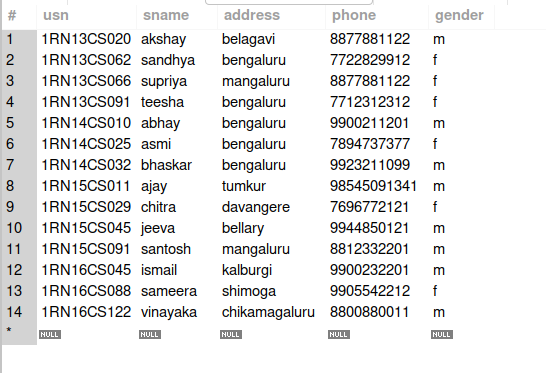 # usn sname address phone gender
1 1RN13CS020 akshay belagavi 8877881122 m
2 1RN13CS062 sandhya bengaluru 7722829912 f
3 1RN13CS066 supriya mangaluru 8877881122 f
4 1RN13CS091 teesha bengaluru 7712312312 f
5 1RN14CS010 abhay bengaluru 9900211201 m
6 1RN14CS025 asmi bengaluru 7894737377 f
7 1RN14CS032 bhaskar bengaluru 9923211099 m
8 1RN15CS011 ajay tumkur 98545091341 m
9 1RN15CS029 chitra davangere 7696772121 f
10 1RN15CS045 jeeva bellary 9944850121 m
11 1RN15CS091 santosh mangaluru 8812332201 m
12 1RN16CS045 ismail kalburgi 9900232201 m
13 1RN16CS088 sameera shimoga 9905542212 f
14 1RN16CS122 vinayaka chikamagaluru 8800880011 m
* NULL NULL NULL NULL NULL